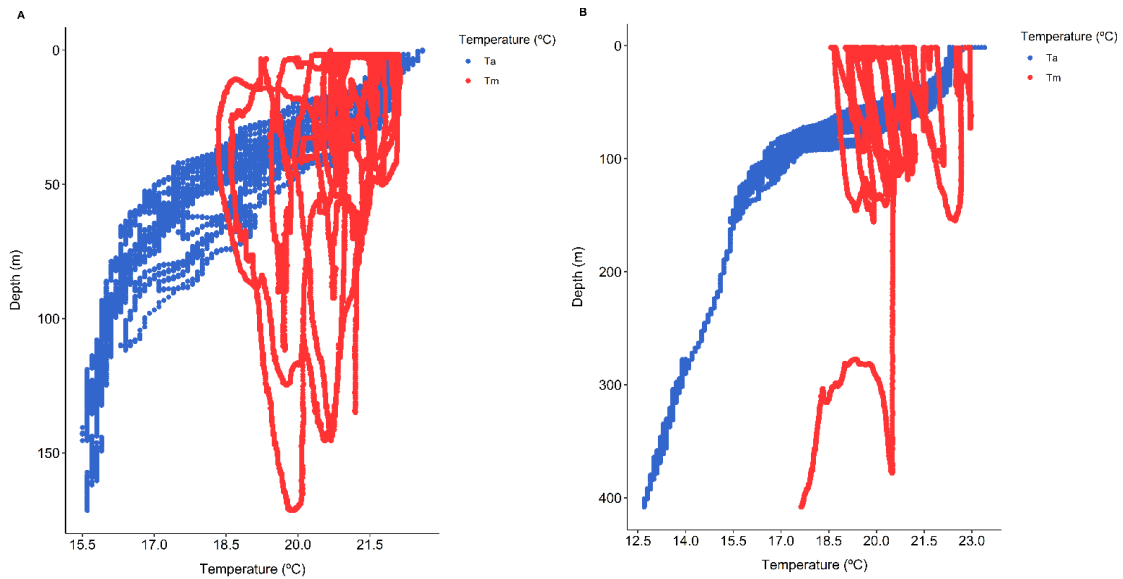 A
Temperature (ºC)
Ta
Tm
0
50
100
150
Depth (m)
15.5 17.0 18.5 20.0 21.5
Temperature (ºC)
B
Temperature (ºC)
Ta
Tm
0
100
200
300
400
Depth (m)
12.5 14.0 15.5 17.0 18.5 20.0 21.5 23.0
Temperature (ºC)